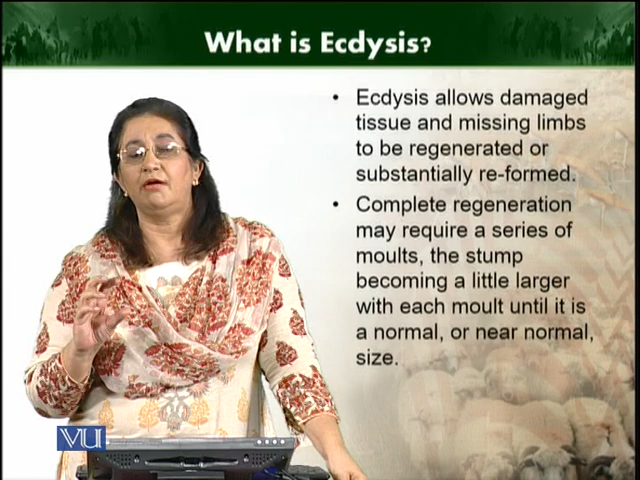 What is Ecdysis?
• Ecdysis allows damaged
tissue and missing limbs
to be regenerated or
substantially re-formed.
• Complete regeneration
may require a series of
moults, the stump
becoming a little larger
with each moult until it is
a normal, or near normal,
size.
VU